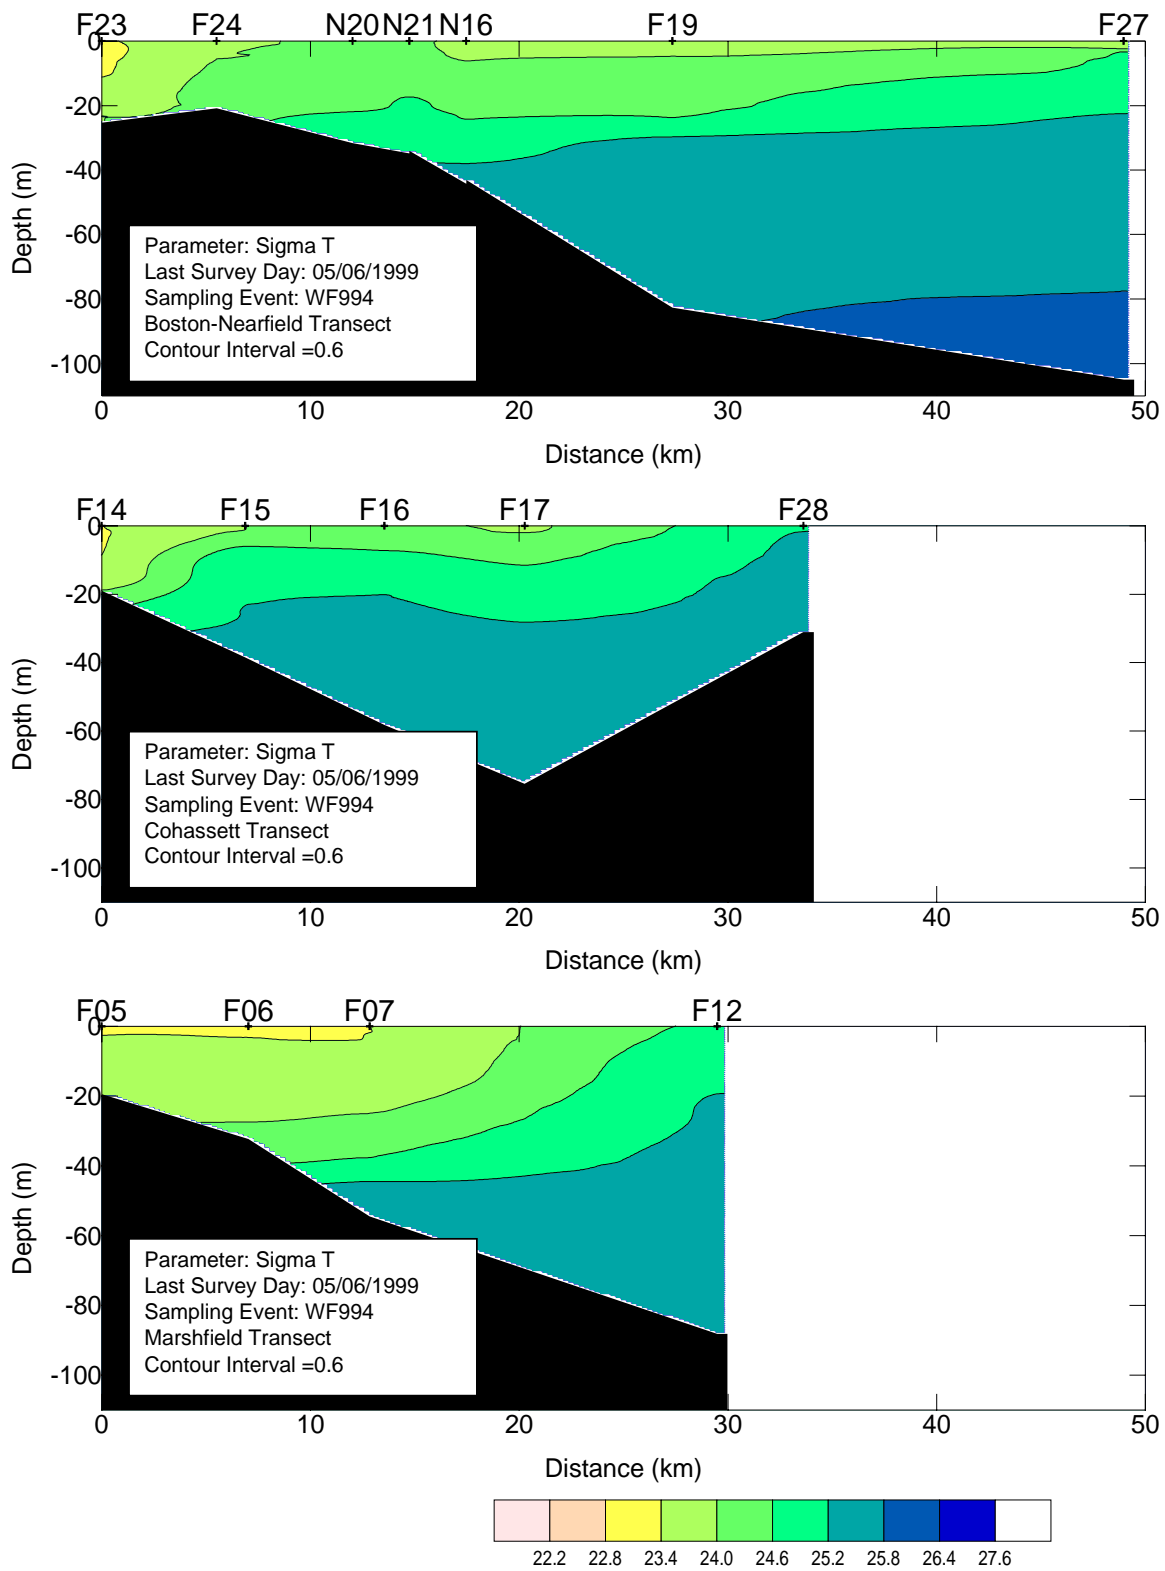 F23 F24 N20 N21 N16 F19 F27
0
-20
-40
-60
-80
-100
Depth (m)
Parameter: Sigma T
Last Survey Day: 05/06/1999
Sampling Event: WF994
Boston-Nearfield Transect
Contour Interval =0.6
0 10 20 30 40 50
Distance (km)
F14 F15 F16 F17 F28
0
-20
-40
-60
-80
-100
Depth (m)
Parameter: Sigma T
Last Survey Day: 05/06/1999
Sampling Event: WF994
Cohassett Transect
Contour Interval =0.6
0 10 20 30 40 50
Distance (km)
F05 F06 F07 F12
0
-20
-40
-60
-80
-100
Depth (m)
Parameter: Sigma T
Last Survey Day: 05/06/1999
Sampling Event: WF994
Marshfield Transect
Contour Interval =0.6
0 10 20 30 40 50
Distance (km)
22.2 22.8 23.4 24.0 24.6 25.2 25.8 26.4 27.6